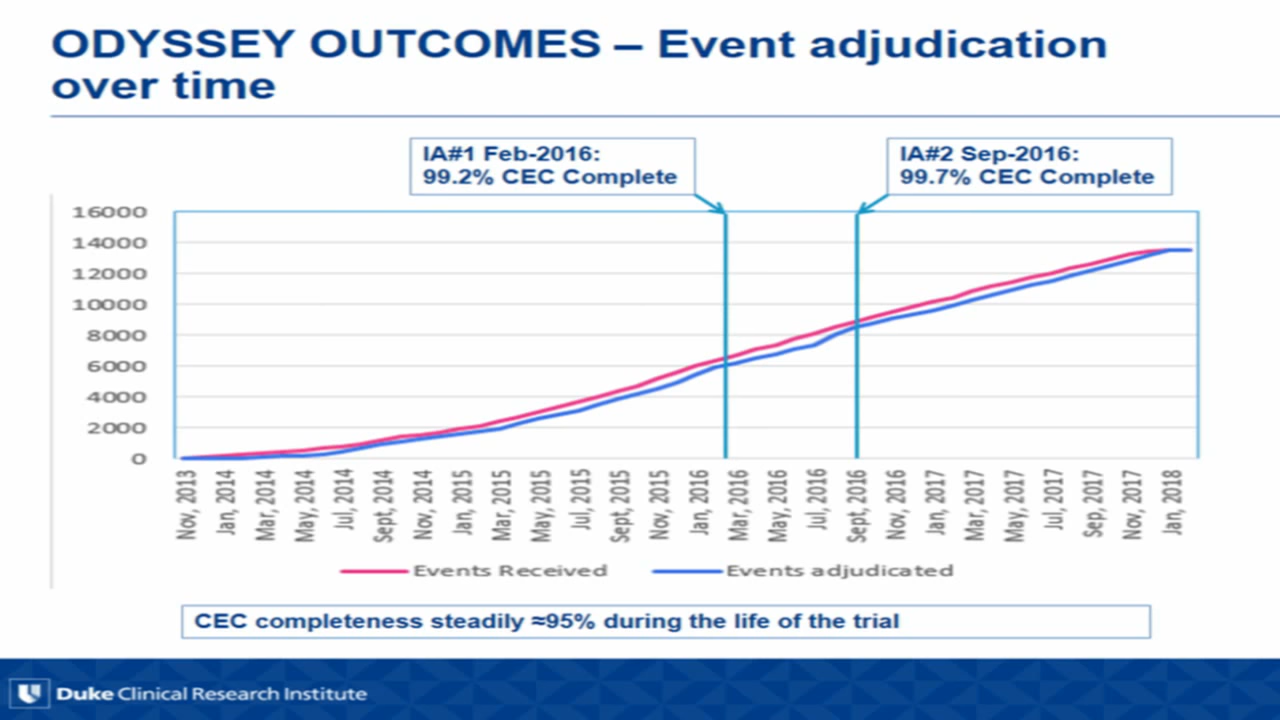 ODYSSEY OUTCOMES – Event adjudication
over time
IA#1 Feb-2016:
99.2% CEC Complete
IA#2 Sep-2016:
99.7% CEC Complete
16000
14000
12000
10000
8000
6000
4000
2000
0
Nov, 2013
Jan, 2014
Mar, 2014
May, 2014
Jul, 2014
Sept, 2014
Nov, 2014
Jan, 2015
Mar, 2015
May, 2015
Jul, 2015
Sept, 2015
Nov, 2015
Jan, 2016
Mar, 2016
May, 2016
Jul, 2016
Sept, 2016
Nov, 2016
Jan, 2017
Mar, 2017
May, 2017
Jul, 2017
Sep, 2017
Nov, 2017
Jan, 2018
Events Received
Events adjudicated
CEC completeness steadily ≈95% during the life of the trial
Duke Clinical Research Institute